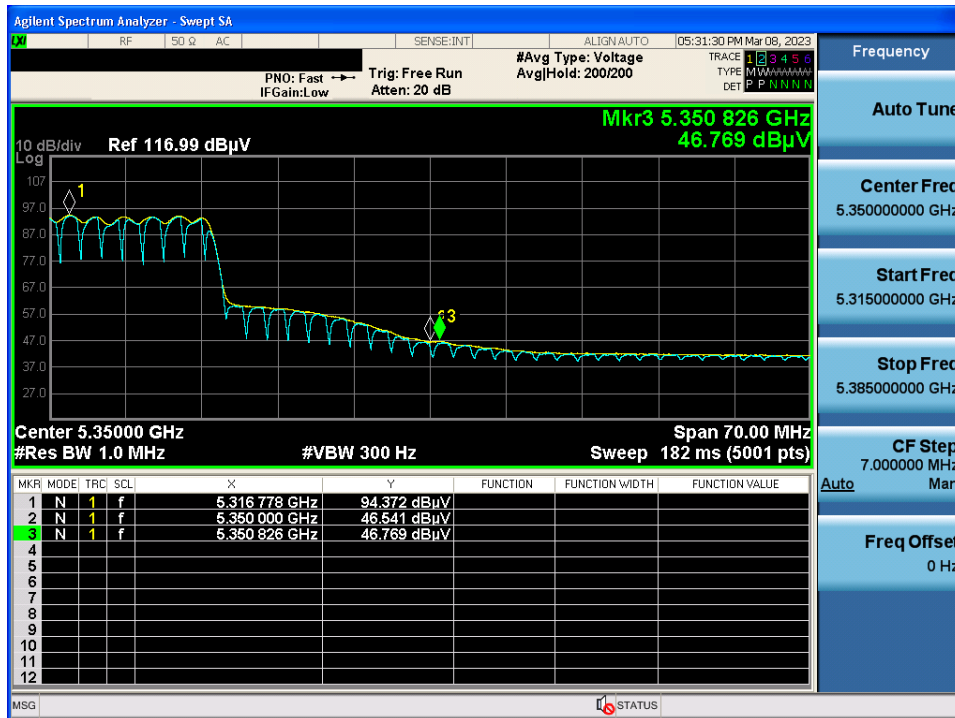 Agilent Spectrum Analyzer - Swept SA
LXI RF 50 Ω AC SENSE:INT ALIGN AUTO 05:31:30 PM Mar 08, 2023
PNO: Fast
IFGain:Low
Trig: Free Run
Atten: 20 dB
#Avg Type: Voltage
Avg|Hold: 200/200
TRACE 1 2 3 4 5 6
TYPE M W W W W W
DET P P N N N N
Mkr3 5.350 826 GHz
46.769 dBµV
10 dB/div Ref 116.99 dBµV
Log
107
97.0
87.0
77.0
67.0
57.0
47.0
37.0
27.0
1
3
Center 5.35000 GHz Span 70.00 MHz
#Res BW 1.0 MHz #VBW 300 Hz Sweep 182 ms (5001 pts)
MKR MODE TRC SCL X Y FUNCTION FUNCTION WIDTH FUNCTION VALUE
1 N 1 f 5.316 778 GHz 94.372 dBµV
2 N 1 f 5.350 000 GHz 46.541 dBµV
3 N 1 f 5.350 826 GHz 46.769 dBµV
4
5
6
7
8
9
10
11
12
MSG STATUS
Frequency
Auto Tune
Center Freq
5.350000000 GHz
Start Freq
5.315000000 GHz
Stop Freq
5.385000000 GHz
CF Step
7.000000 MHz
Auto Man
Freq Offset
0 Hz